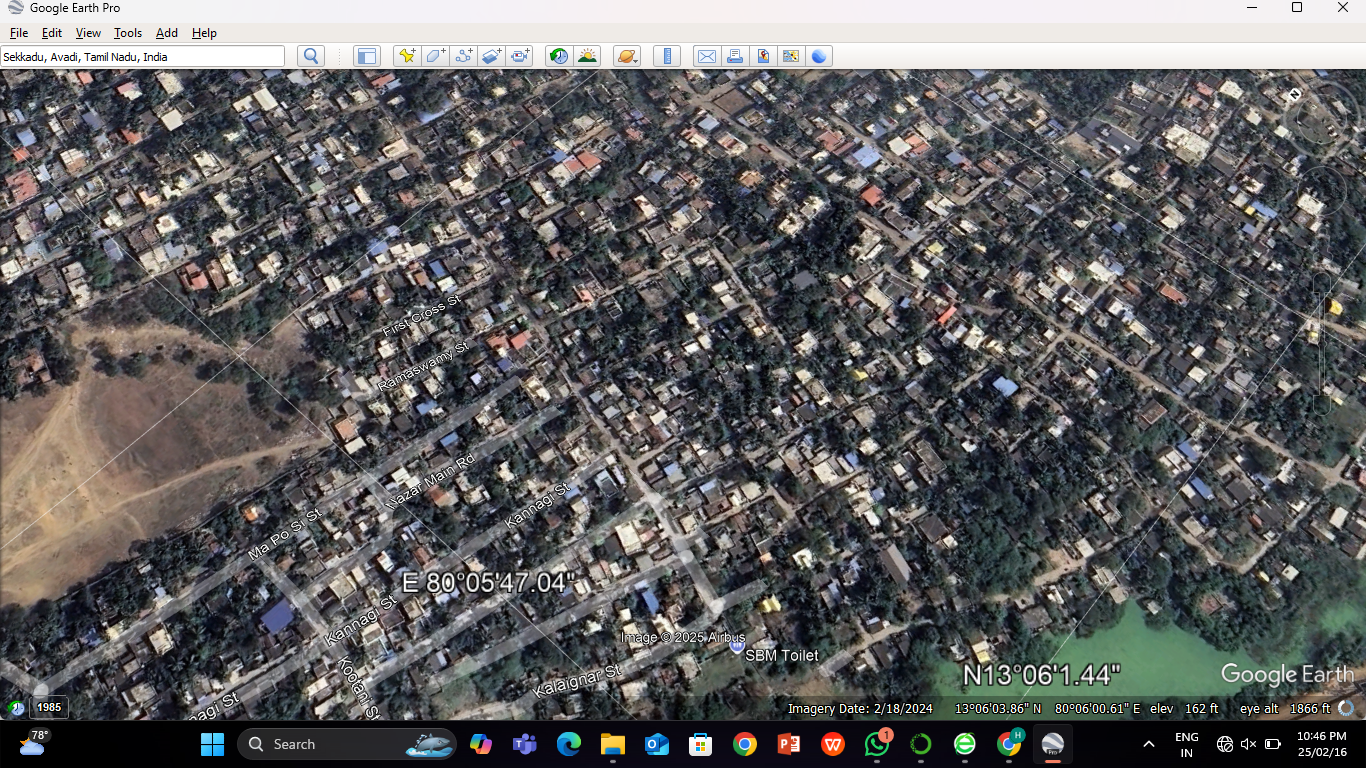 Google Earth Pro
File Edit View Tools Add Help
Sekkadu, Avadi, Tamil Nadu, India
N
First Cross St
Ramaswamy St
Nazar Main Rd
Kannagi St
Ma Po Si St
E 80°05'47.04"
Kannagi St
Image © 2025 Airbus
SBM Toilet
Kalaignar St
N13°06'1.44"
Google Earth
nagi St
1985
Imagery Date: 2/18/2024 13°06'03.86" N 80°06'00.61" E elev 162 ft eye alt 1866 ft
78°
Search
1
H
Pro
ENG
IN
10:46 PM
25/02/16